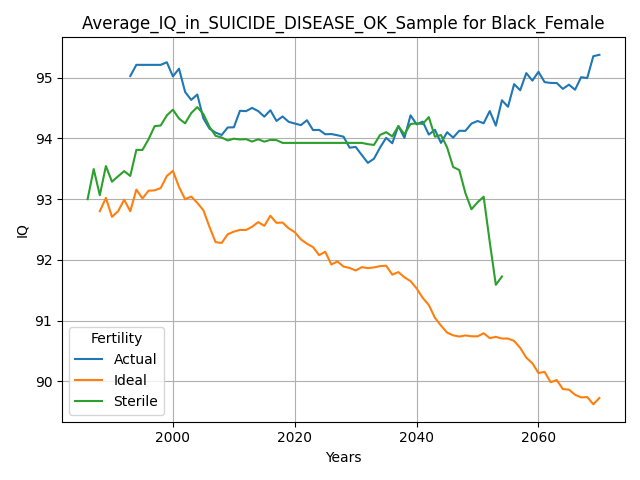 Average_IQ_in_SUICIDE_DISEASE_OK_Sample for Black_Female
IQ
95
94
93
92
91
90
Fertility
Actual
Ideal
Sterile
2000 2020 2040 2060
Years